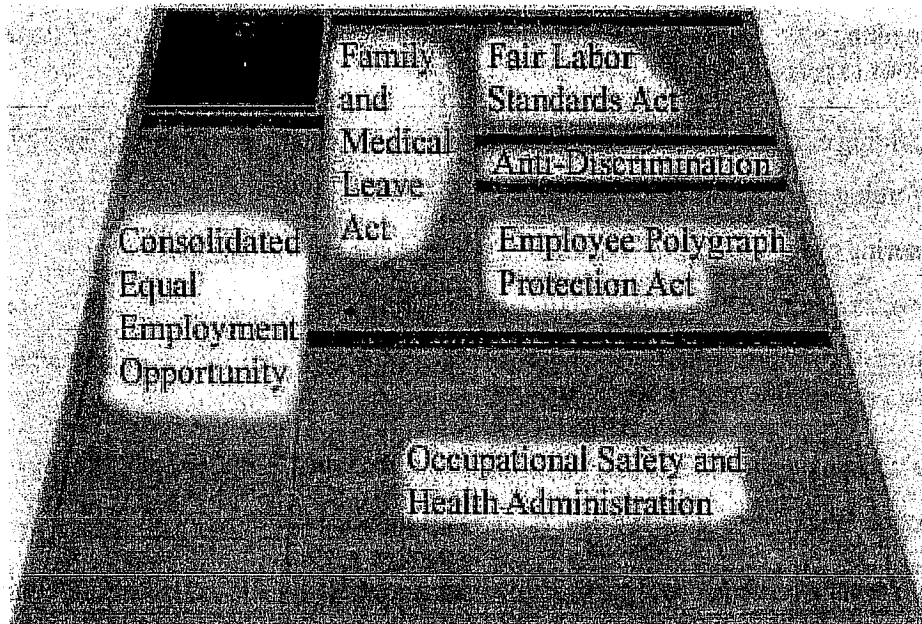 Family
and
Medical
Leave
Act
Fair Labor
Standards Act
Anti-Discrimination
Employee Polygraph
Protection Act
Consolidated
Equal
Employment
Opportunity
Occupational Safety and
Health Administration